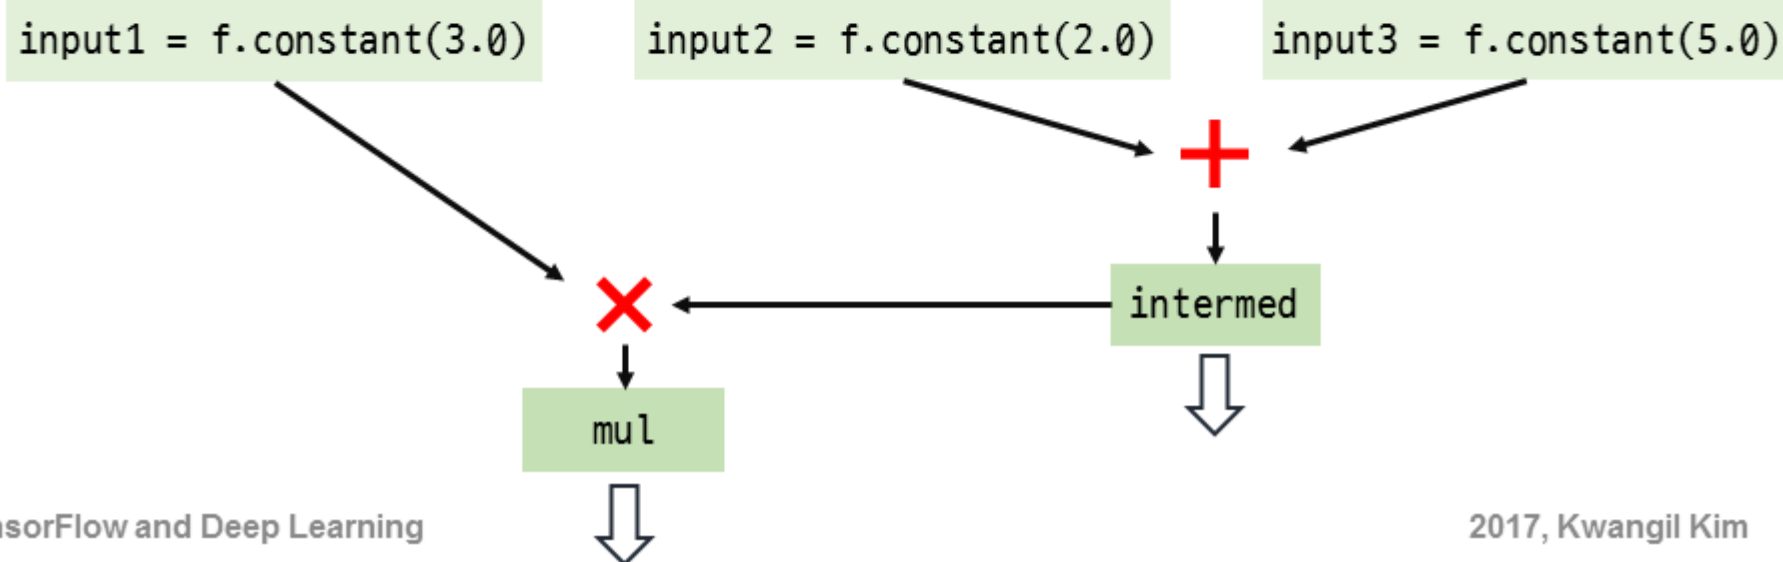 input1 = f.constant(3.0)
input2 = f.constant(2.0)
input3 = f.constant(5.0)
+
intermed
×
mul
nsorFlow and Deep Learning
2017, Kwangil Kim